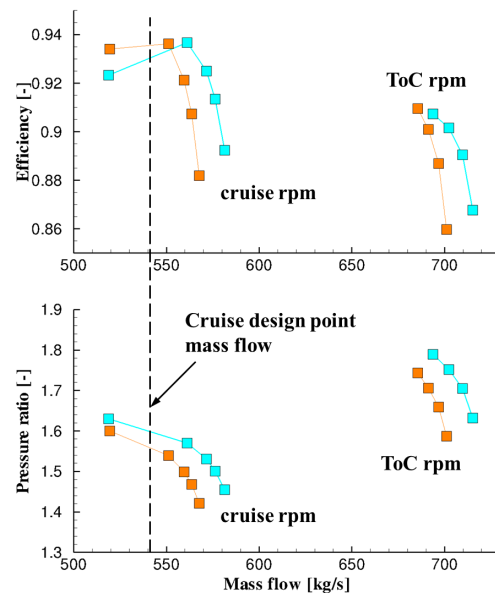 0.94
0.92
0.9
0.88
0.86
Efficiency [-]
ToC rpm
cruise rpm
500
550
600
650
700
1.9
1.8
1.7
1.6
1.5
1.4
1.3
Pressure ratio [-]
Cruise design point
mass flow
ToC rpm
cruise rpm
500
550
600
650
700
Mass flow [kg/s]